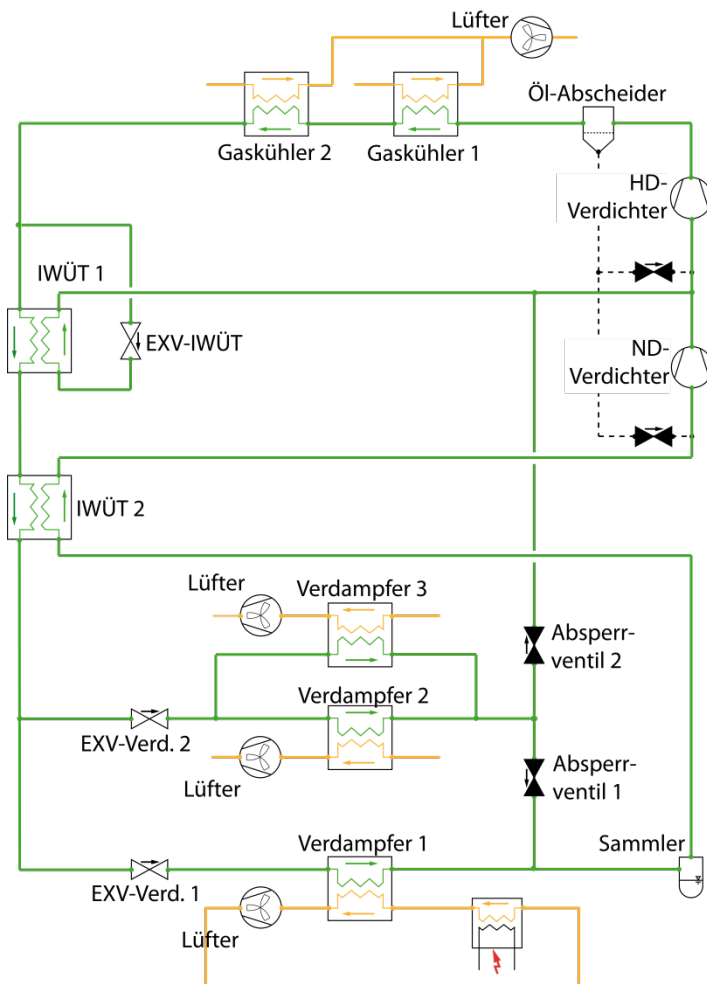 Lüfter
Öl-Abscheider
Gaskühler 2
Gaskühler 1
HD-
Verdichter
IWÜT 1
EXV-IWÜT
ND-
Verdichter
IWÜT 2
Lüfter
Verdampfer 3
Absperr-
ventil 2
Verdampfer 2
EXV-Verd. 2
Lüfter
Absperr-
ventil 1
Verdampfer 1
Sammler
EXV-Verd. 1
Lüfter